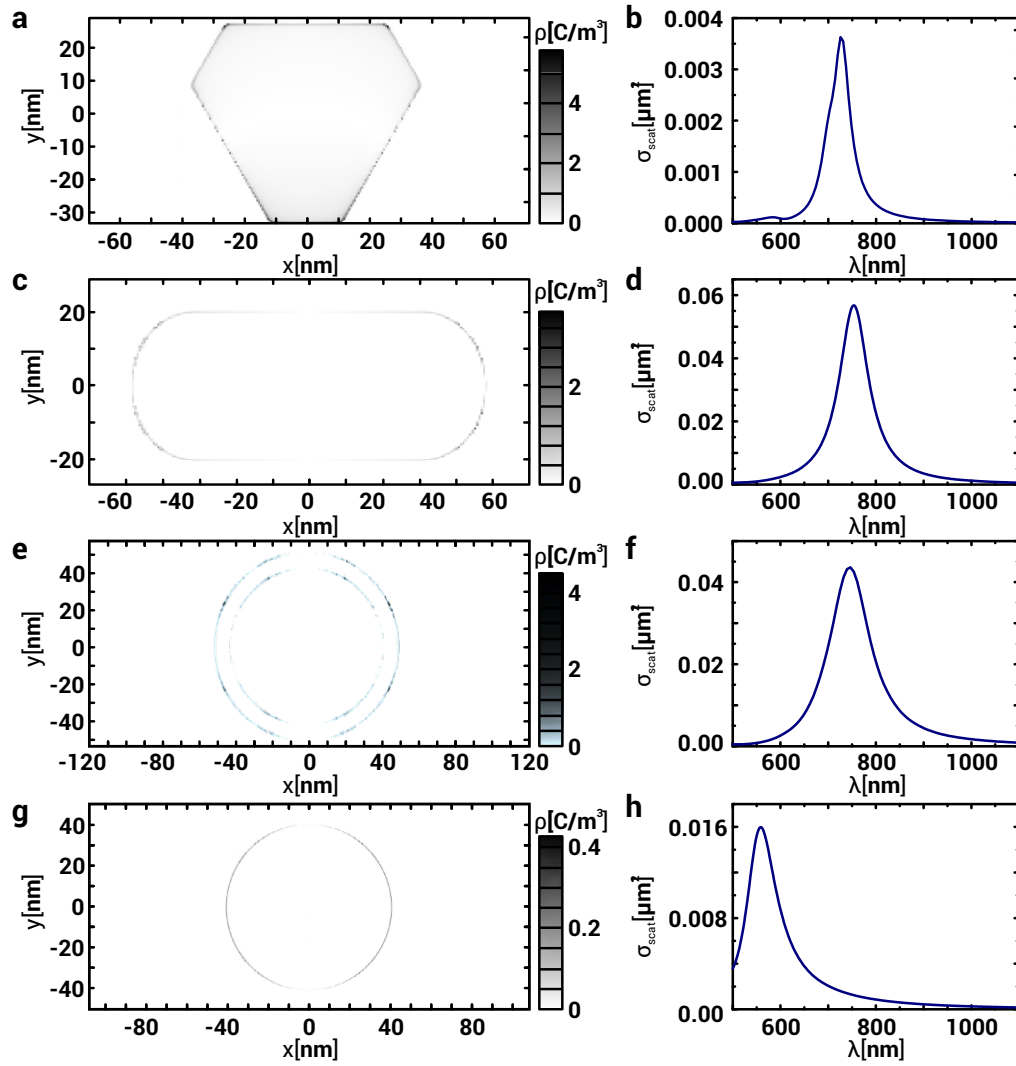 a
ρ[C/m³]
20
10
0
-10
-20
-30
y[nm]
4
2
0
-60 -40 -20 0 20 40 60
x[nm]
b
0.004
0.003
0.002
0.001
0.000
σscat[µm²]
600 800 1000
λ[nm]
c
ρ[C/m³]
20
0
-20
y[nm]
2
0
-60 -40 -20 0 20 40 60
x[nm]
d
0.06
0.04
0.02
0.00
σscat[µm²]
600 800 1000
λ[nm]
e
ρ[C/m³]
40
20
0
-20
-40
y[nm]
4
2
0
-120 -80 -40 0 40 80 120
x[nm]
f
0.04
0.02
0.00
σscat[µm²]
600 800 1000
λ[nm]
g
ρ[C/m³]
40
20
0
-20
-40
y[nm]
0.4
0.2
0
-80 -40 0 40 80
x[nm]
h
0.016
0.008
0.00
σscat[µm²]
600 800 1000
λ[nm]